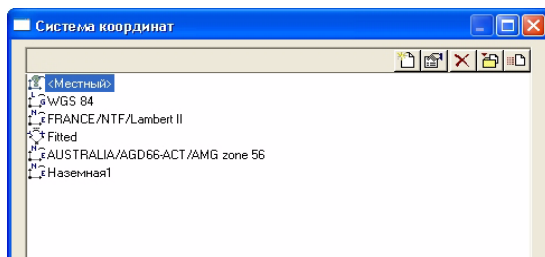 Система координат
<Местный>
WGS 84
FRANCE/NTF/Lambert II
Fitted
AUSTRALIA/AGD66-ACT/AMG zone 56
Наземная1